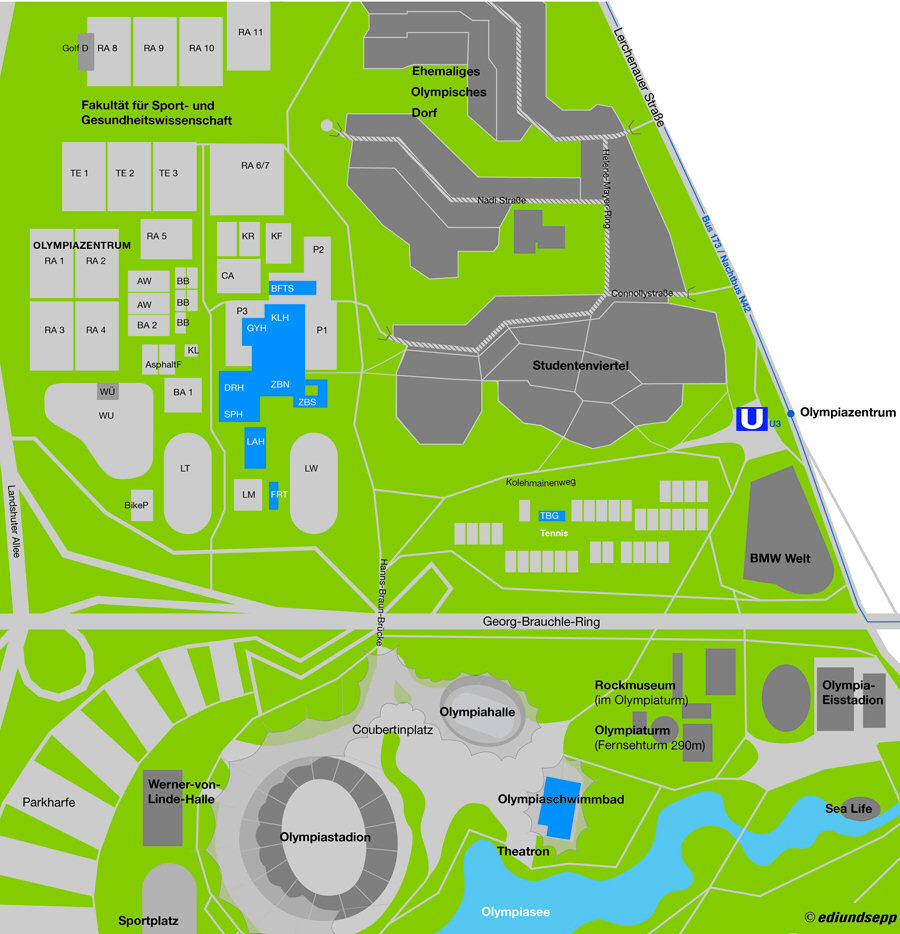 RA 11
Golf D
RA 8
RA 9
RA 10
Lerchenauer Straße
Ehemaliges
Olympisches
Dorf
Fakultät für Sport- und
Gesundheitswissenschaft
TE 1
TE 2
TE 3
RA 6/7
Helene-Mayer-Ring
Nadi Straße
Bus 173 / Nachtbus N42
OLYMPIAZENTRUM
RA 5
KR
KF
P2
RA 1
RA 2
CA
AW
BB
BFTS
Connollystraße
AW
BB
P3
KLH
RA 3
RA 4
BA 2
BB
GYH
P1
KL
AsphaltF
Studentenviertel
WÜ
BA 1
DRH
ZBN
ZBS
WU
SPH
U
U3
Olympiazentrum
LAH
LT
LW
Kolehmainenweg
LM
FRT
BikeP
TBG
Tennis
Landshuter Allee
BMW Welt
Hanns-Braun-Brücke
Georg-Brauchle-Ring
Rockmuseum
(im Olympiaturm)
Olympia-
Eisstadion
Olympiahalle
Coubertinplatz
Olympiaturm
(Fernsehturm 290m)
Werner-von-
Linde-Halle
Parkharfe
Olympiaschwimmbad
Sea Life
Olympiastadion
Theatron
Olympiasee
Sportplatz
© ediundsepp